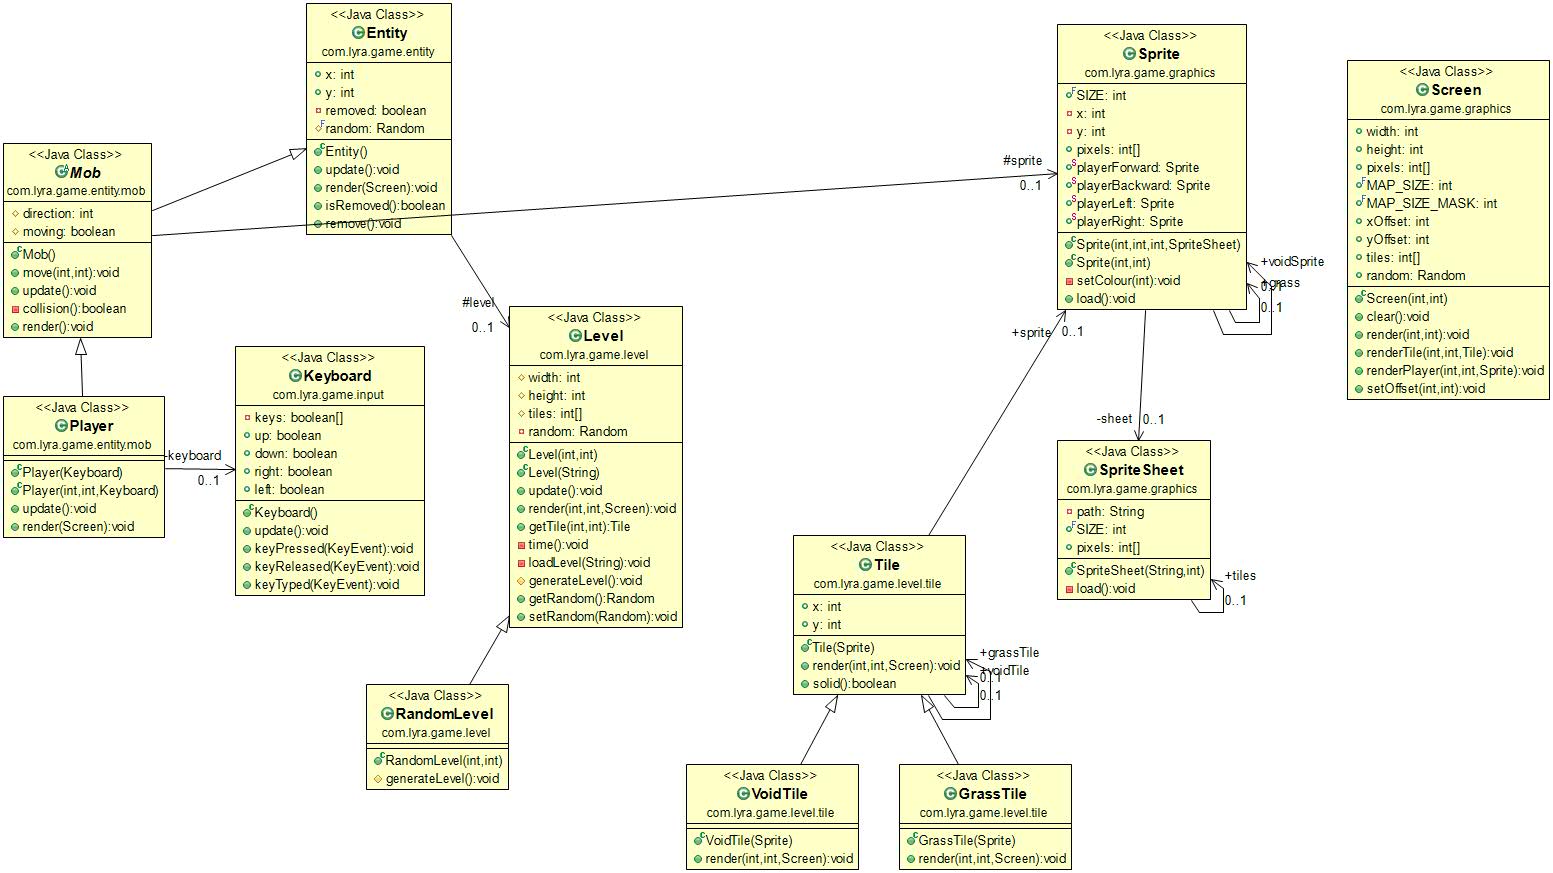 <<Java Class>>
Entity
com.lyra.game.entity
x: int
y: int
removed: boolean
random: Random
Entity()
update():void
render(Screen):void
isRemoved():boolean
remove():void
<<Java Class>>
Mob
com.lyra.game.entity.mob
direction: int
moving: boolean
Mob()
move(int,int):void
update():void
collision():boolean
render():void
<<Java Class>>
Player
com.lyra.game.entity.mob
Player(Keyboard)
Player(int,int,Keyboard)
update():void
render(Screen):void
-keyboard
0..1
<<Java Class>>
Keyboard
com.lyra.game.input
keys: boolean[]
up: boolean
down: boolean
right: boolean
left: boolean
Keyboard()
update():void
keyPressed(KeyEvent):void
keyReleased(KeyEvent):void
keyTyped(KeyEvent):void
#level
0..1
<<Java Class>>
Level
com.lyra.game.level
width: int
height: int
tiles: int[]
random: Random
Level(int,int)
Level(String)
update():void
render(int,int,Screen):void
getTile(int,int):Tile
time():void
loadLevel(String):void
generateLevel():void
getRandom():Random
setRandom(Random):void
<<Java Class>>
RandomLevel
com.lyra.game.level
RandomLevel(int,int)
generateLevel():void
#sprite
0..1
<<Java Class>>
Sprite
com.lyra.game.graphics
SIZE: int
x: int
y: int
pixels: int[]
playerForward: Sprite
playerBackward: Sprite
playerLeft: Sprite
playerRight: Sprite
Sprite(int,int,int,SpriteSheet)
Sprite(int,int)
setColour(int):void
load():void
+voidSprite
0..1
+grass
0..1
+sprite
0..1
-sheet
0..1
<<Java Class>>
SpriteSheet
com.lyra.game.graphics
path: String
SIZE: int
pixels: int[]
SpriteSheet(String,int)
load():void
+tiles
0..1
<<Java Class>>
Tile
com.lyra.game.level.tile
x: int
y: int
Tile(Sprite)
render(int,int,Screen):void
solid():boolean
+grassTile
0..1
+voidTile
0..1
<<Java Class>>
VoidTile
com.lyra.game.level.tile
VoidTile(Sprite)
render(int,int,Screen):void
<<Java Class>>
GrassTile
com.lyra.game.level.tile
GrassTile(Sprite)
render(int,int,Screen):void
<<Java Class>>
Screen
com.lyra.game.graphics
width: int
height: int
pixels: int[]
MAP_SIZE: int
MAP_SIZE_MASK: int
xOffset: int
yOffset: int
tiles: int[]
random: Random
Screen(int,int)
clear():void
render(int,int):void
renderTile(int,int,Tile):void
renderPlayer(int,int,Sprite):void
setOffset(int,int):void